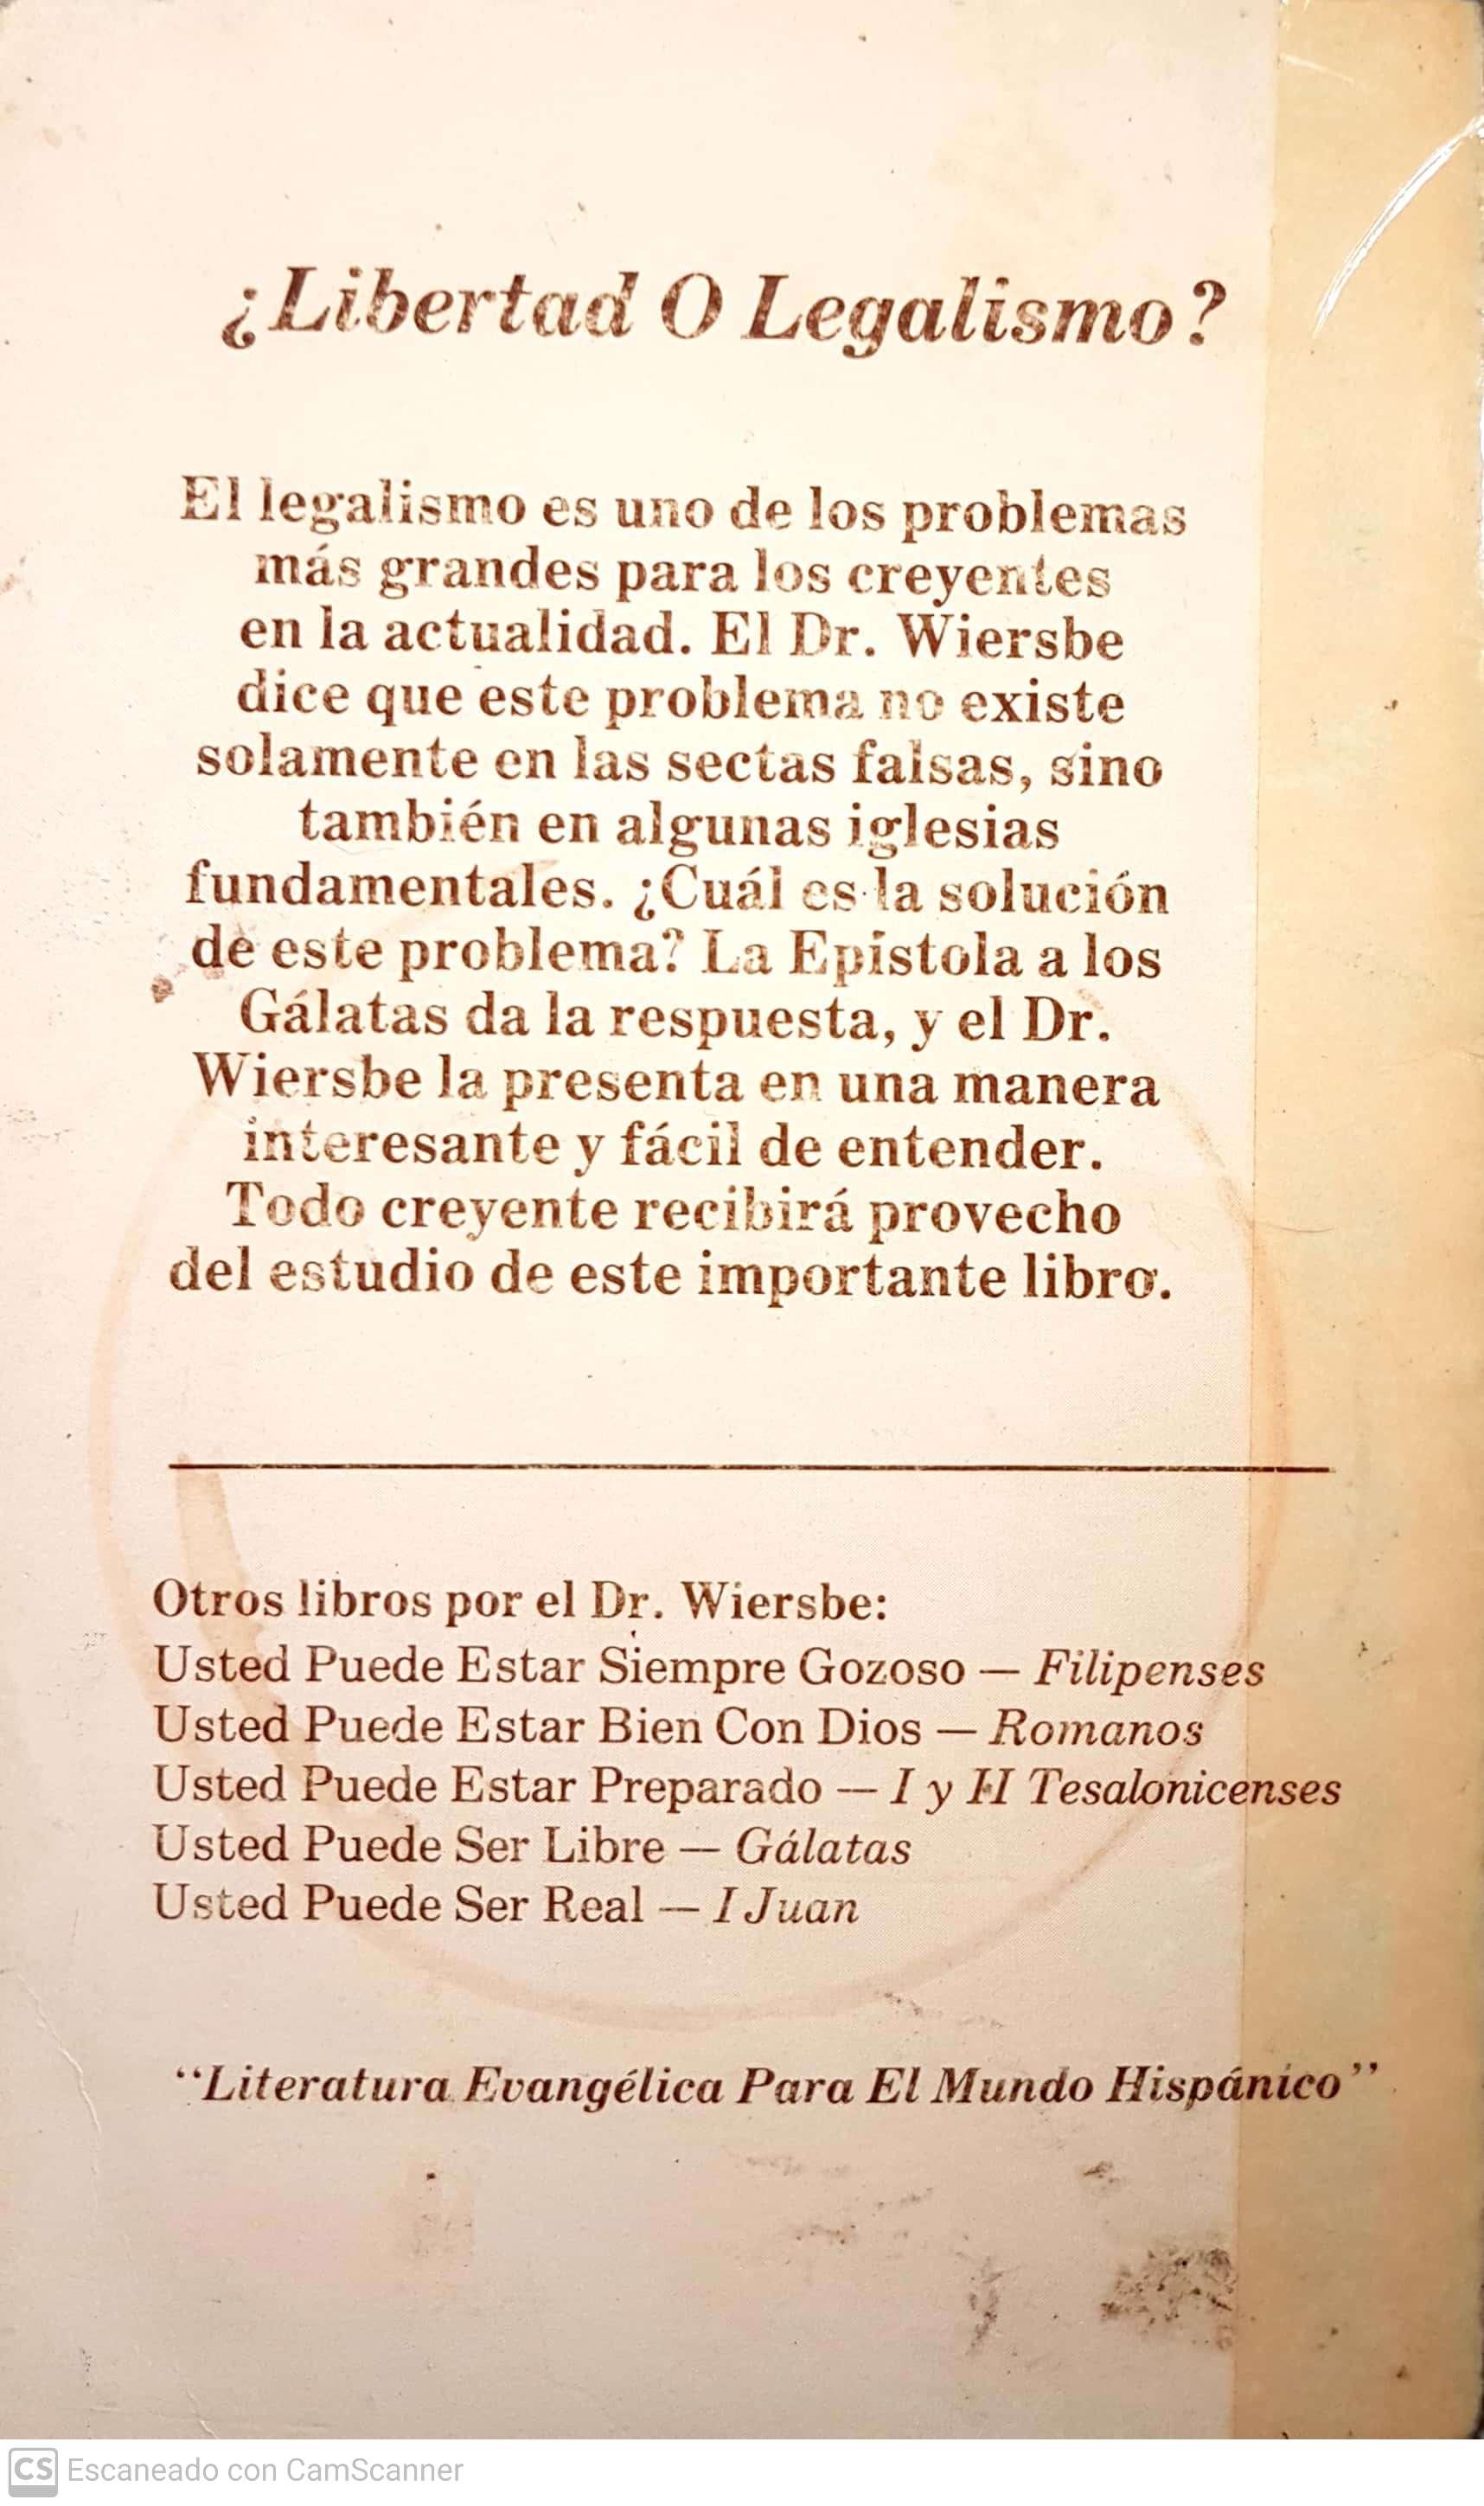 ¿Libertad O Legalismo?
El legalismo es uno de los problemas
más grandes para los creyentes
en la actualidad. El Dr. Wiersbe
dice que este problema no existe
solamente en las sectas falsas, sino
también en algunas iglesias
fundamentales. ¿Cuál es la solución
de este problema? La Epístola a los
Gálatas da la respuesta, y el Dr.
Wiersbe la presenta en una manera
interesante y fácil de entender.
Todo creyente recibirá provecho
del estudio de este importante libro.
Otros libros por el Dr. Wiersbe:
Usted Puede Estar Siempre Gozoso — Filipenses
Usted Puede Estar Bien Con Dios — Romanos
Usted Puede Estar Preparado — I y II Tesalonicenses
Usted Puede Ser Libre — Gálatas
Usted Puede Ser Real — I Juan
“Literatura Evangélica Para El Mundo Hispánico”
CS Escaneado con CamScanner